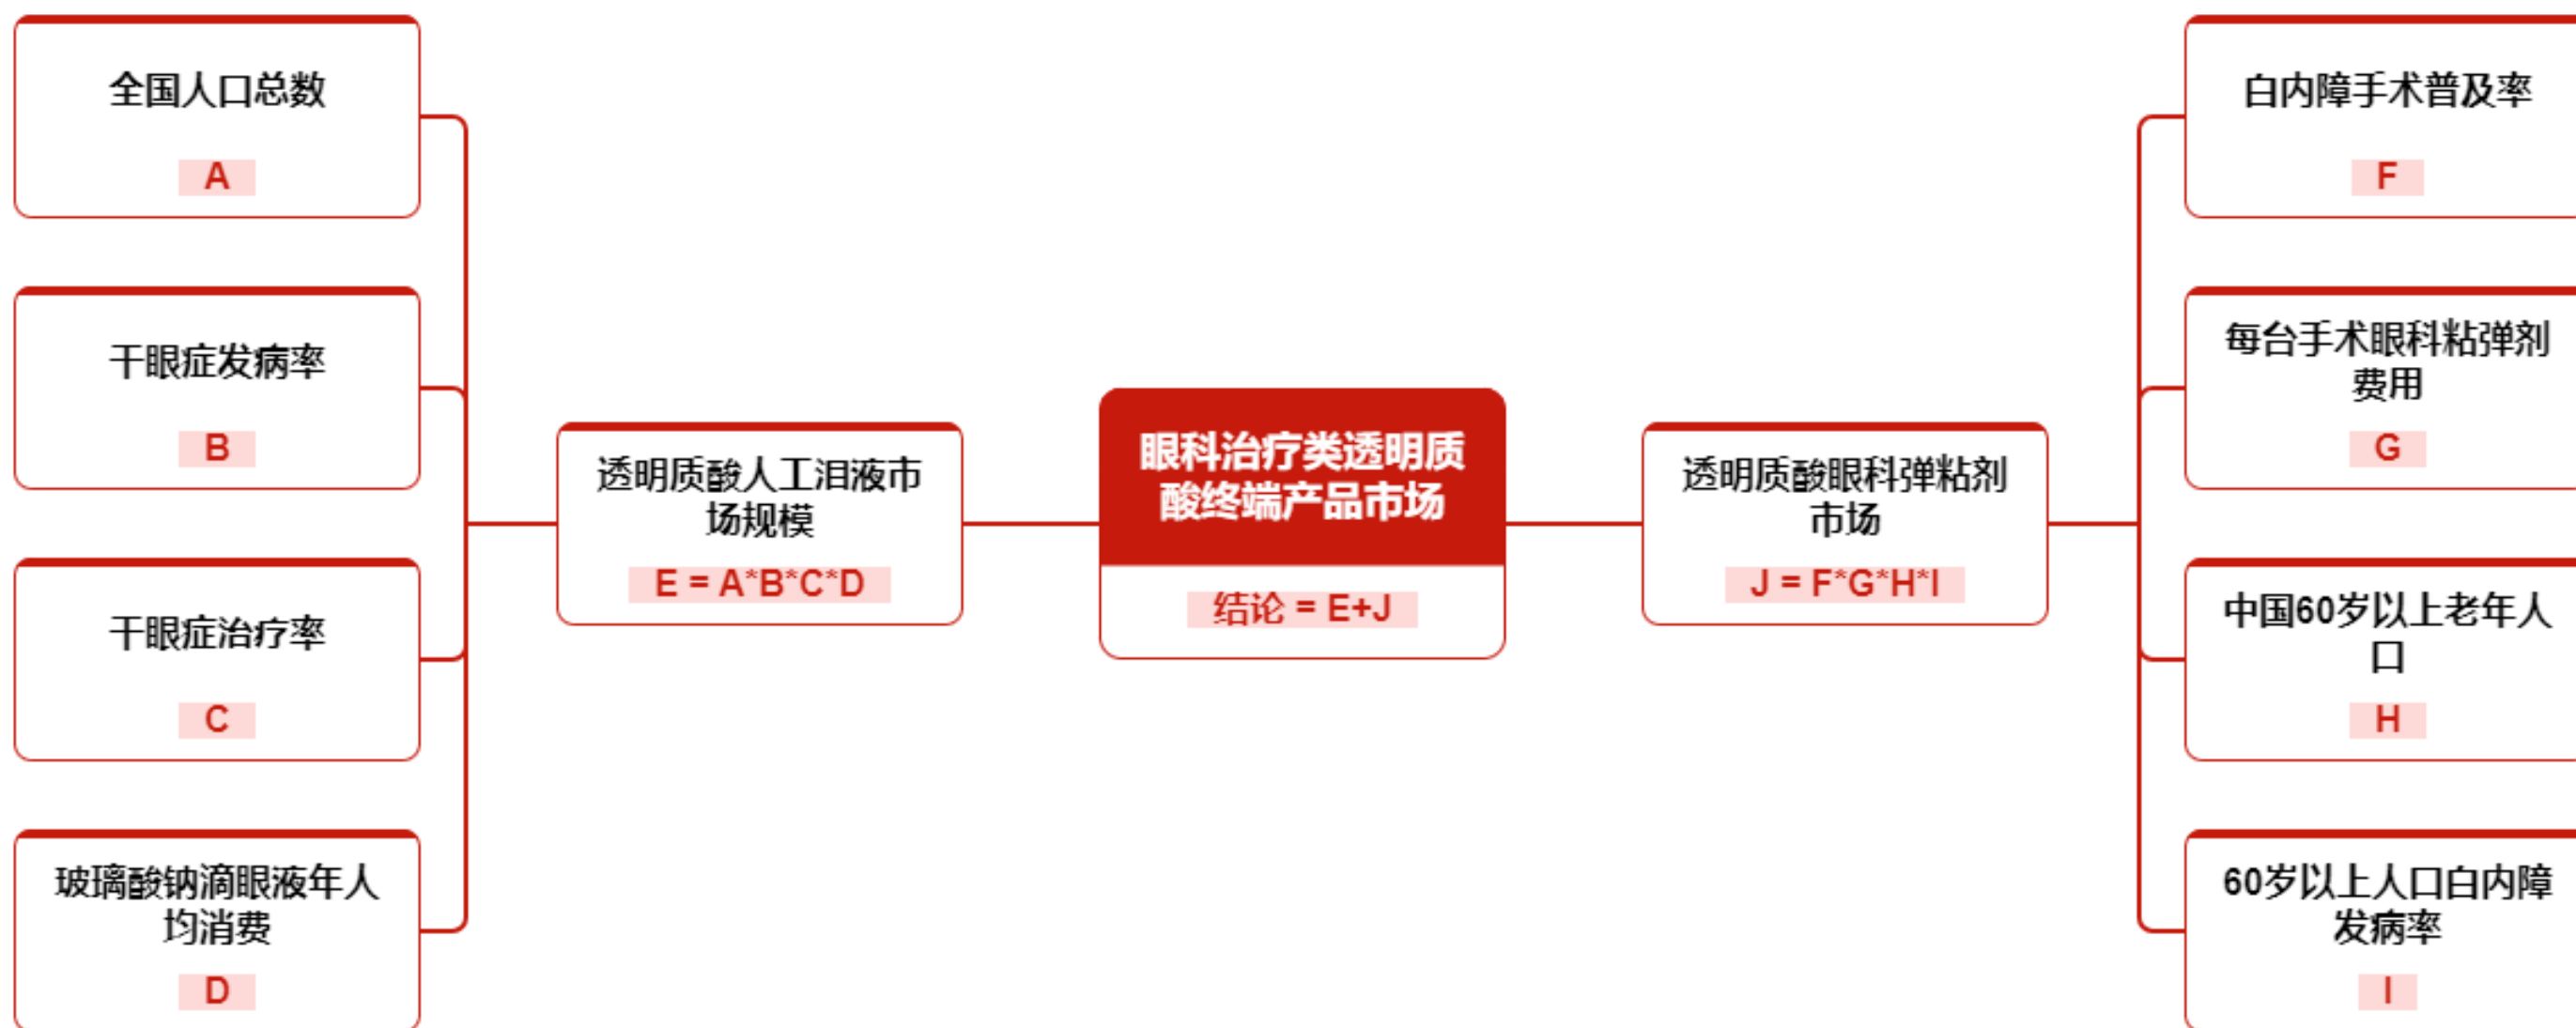 全国人口总数
A
干眼症发病率
B
干眼症治疗率
C
玻璃酸钠滴眼液年人
均消费
D
透明质酸人工泪液市
场规模
E = A*B*C*D
眼科治疗类透明质
酸终端产品市场
结论 = E+J
透明质酸眼科弹粘剂
市场
J = F*G*H*I
白内障手术普及率
F
每台手术眼科粘弹剂
费用
G
中国60岁以上老年人
口
H
60岁以上人口白内障
发病率
I